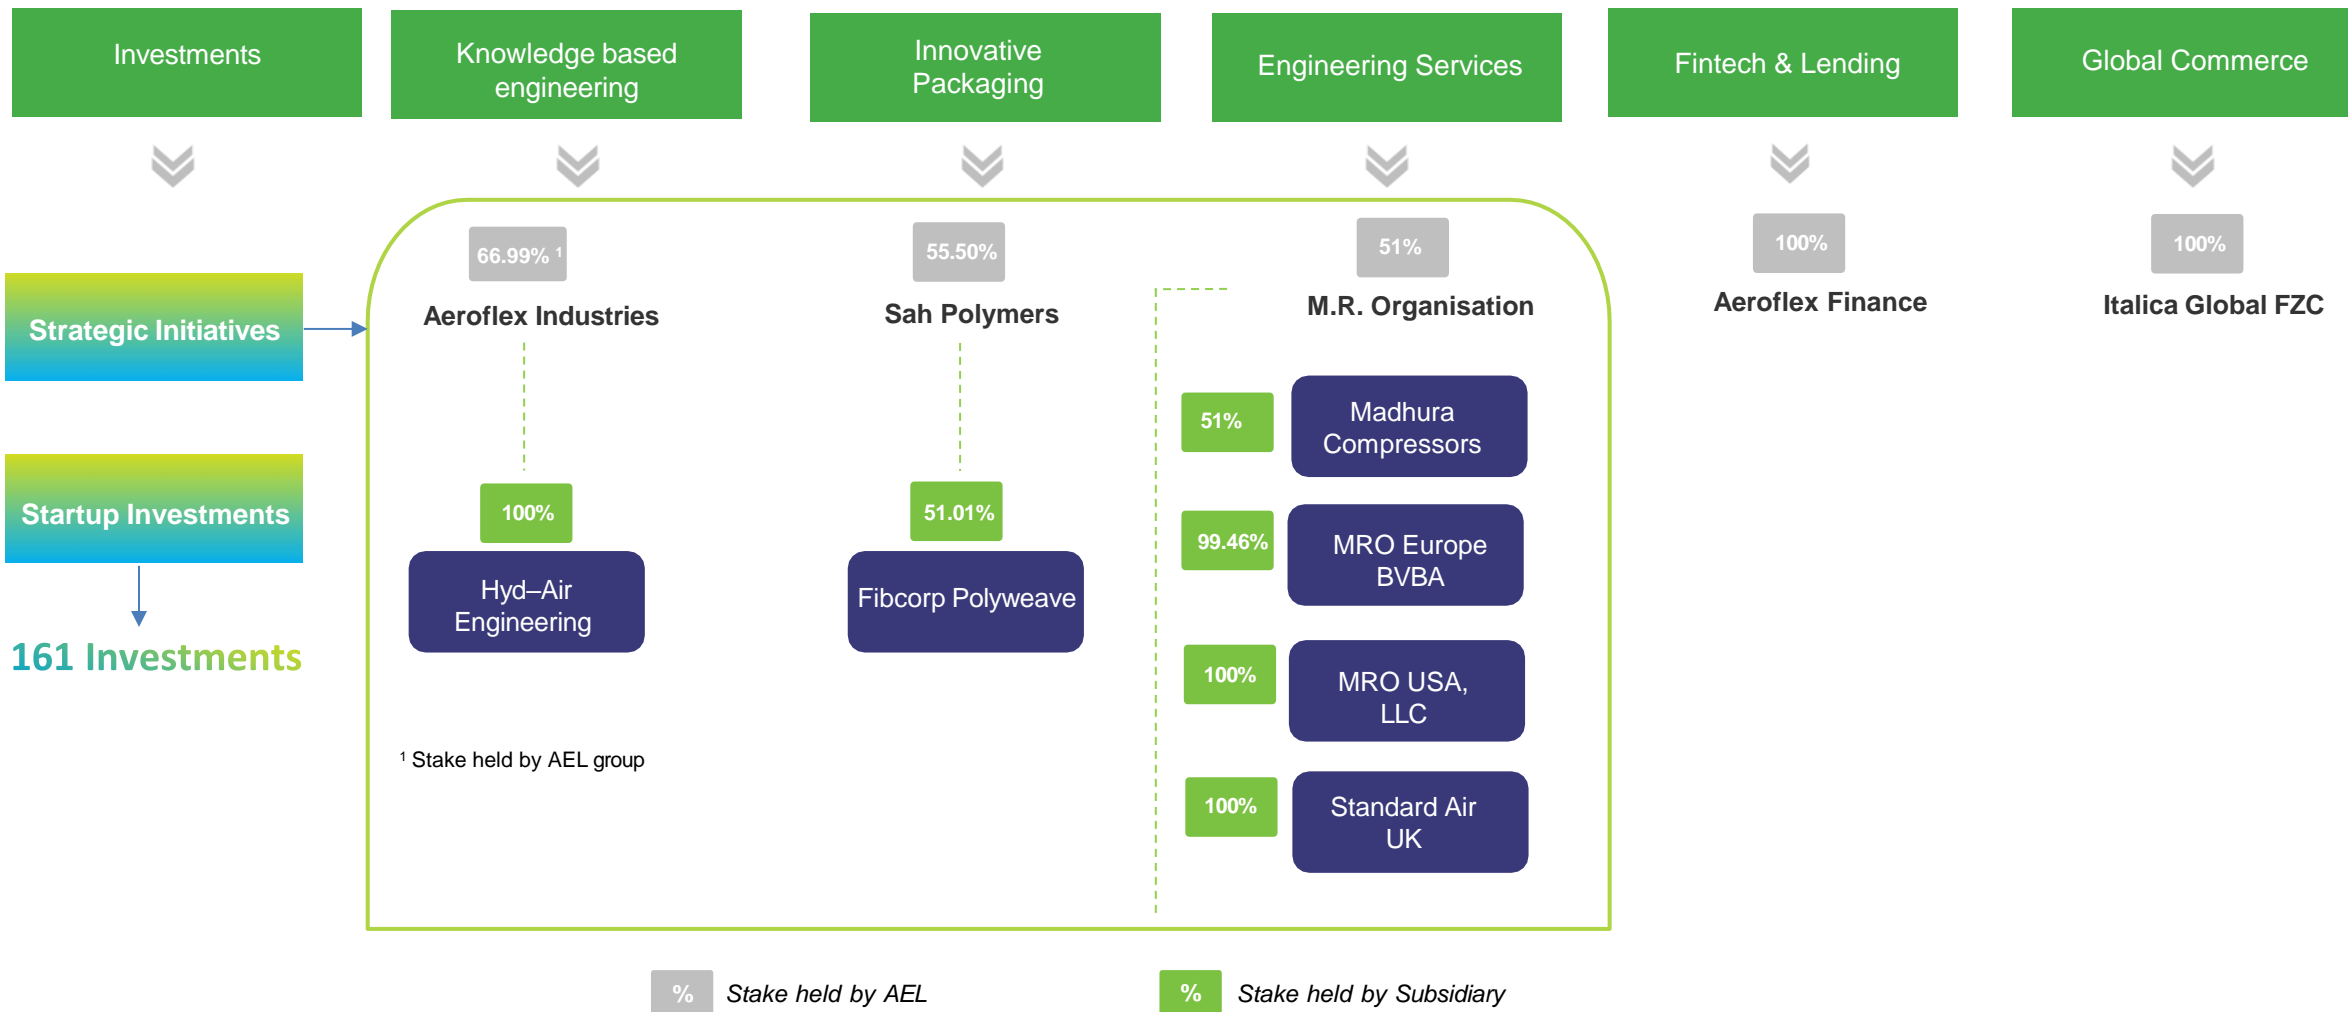 Investments
Knowledge based
engineering
Innovative
Packaging
Engineering Services
Fintech & Lending
Global Commerce
Strategic Initiatives
Startup Investments
161 Investments
66.99% ¹
Aeroflex Industries
100%
Hyd–Air
Engineering
¹ Stake held by AEL group
55.50%
Sah Polymers
51.01%
Fibcorp Polyweave
51%
M.R. Organisation
51%
Madhura
Compressors
99.46%
MRO Europe
BVBA
100%
MRO USA,
LLC
100%
Standard Air
UK
100%
Aeroflex Finance
100%
Italica Global FZC
% Stake held by AEL
% Stake held by Subsidiary